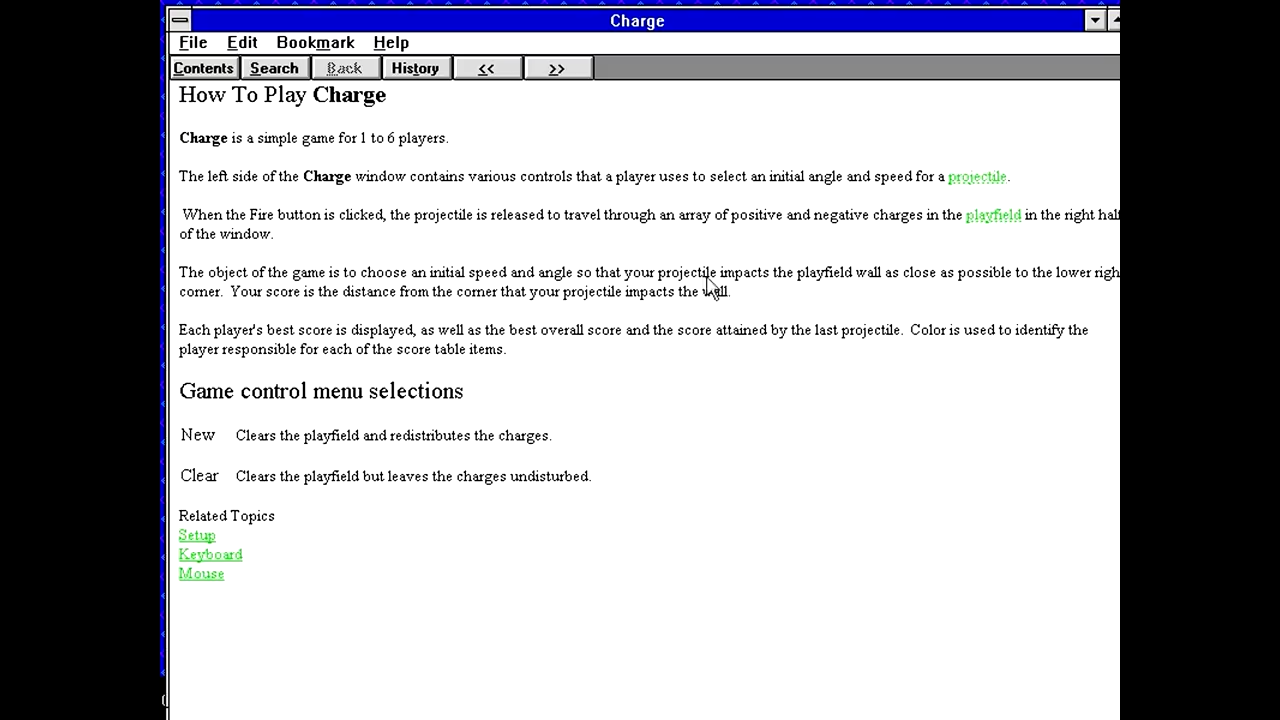 Charge
File Edit Bookmark Help
Contents Search Back History << >>
How To Play Charge
Charge is a simple game for 1 to 6 players.
The left side of the Charge window contains various controls that a player uses to select an initial angle and speed for a projectile.
When the Fire button is clicked, the projectile is released to travel through an array of positive and negative charges in the playfield in the right half
of the window.
The object of the game is to choose an initial speed and angle so that your projectile impacts the playfield wall as close as possible to the lower righ
corner. Your score is the distance from the corner that your projectile impacts the wall.
Each player's best score is displayed, as well as the best overall score and the score attained by the last projectile. Color is used to identify the
player responsible for each of the score table items.
Game control menu selections
New Clears the playfield and redistributes the charges.
Clear Clears the playfield but leaves the charges undisturbed.
Related Topics
Setup
Keyboard
Mouse